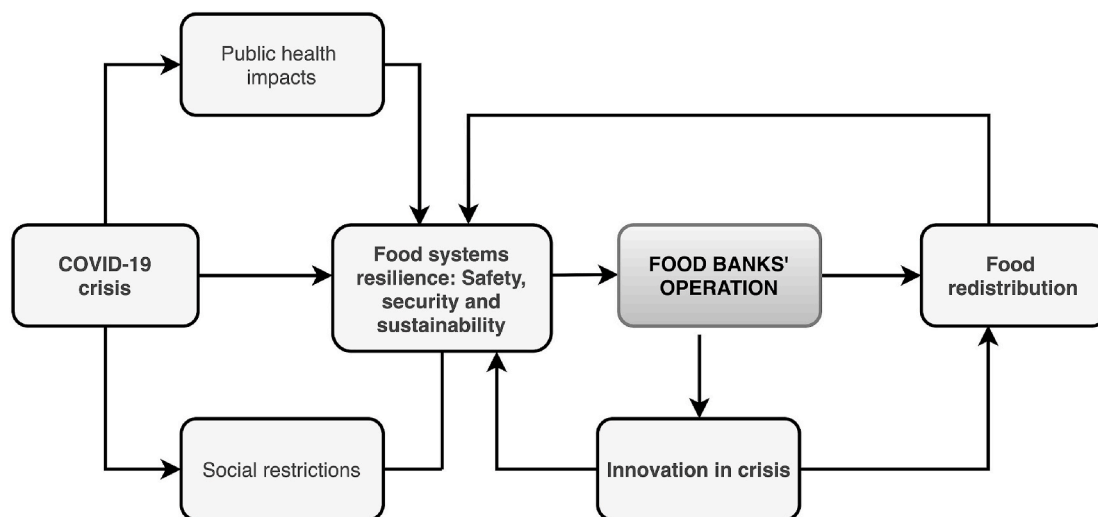 Public health
impacts
COVID-19
crisis
Food systems
resilience: Safety,
security and
sustainability
FOOD BANKS'
OPERATION
Food
redistribution
Social restrictions
Innovation in crisis